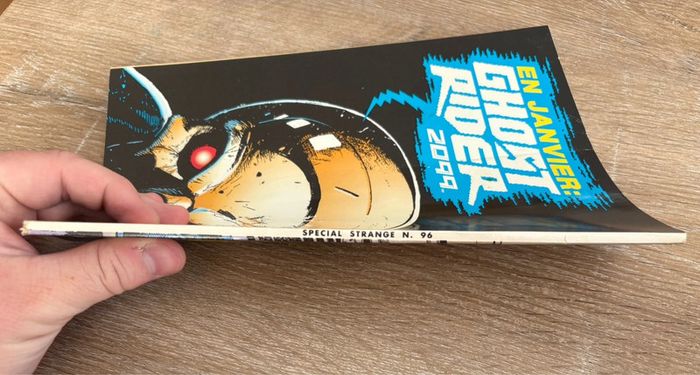 EN JANVIER:
GHOST
RIDER
2099
SPECIAL STRANGE N. 96